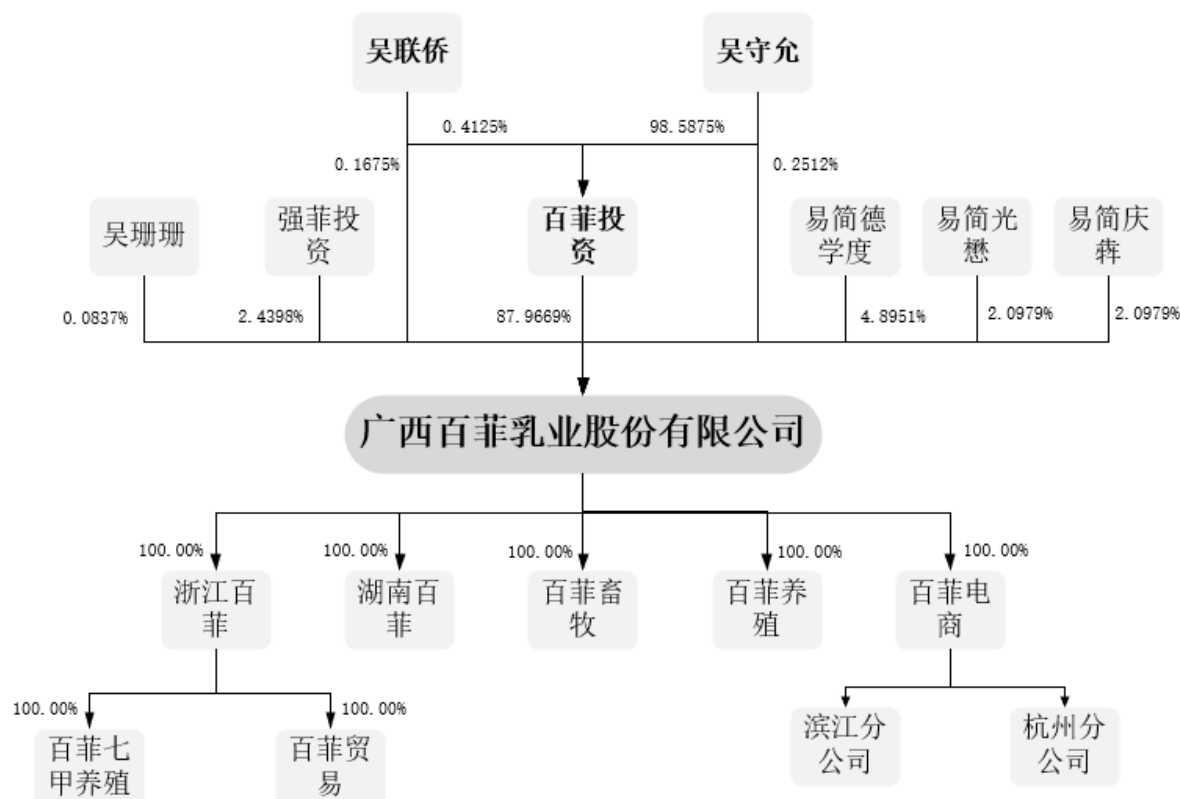 吴联侨
吴守允
0.4125%
98.5875%
0.1675%
0.2512%
吴珊珊
强菲投
资
百菲投
资
易简德
学度
易简光
懋
易简庆
犇
0.0837%
2.4398%
87.9669%
4.8951%
2.0979%
2.0979%
广西百菲乳业股份有限公司
100.00%
100.00%
100.00%
100.00%
100.00%
浙江百
菲
湖南百
菲
百菲畜
牧
百菲养
殖
百菲电
商
100.00%
100.00%
百菲七
甲养殖
百菲贸
易
滨江分
公司
杭州分
公司